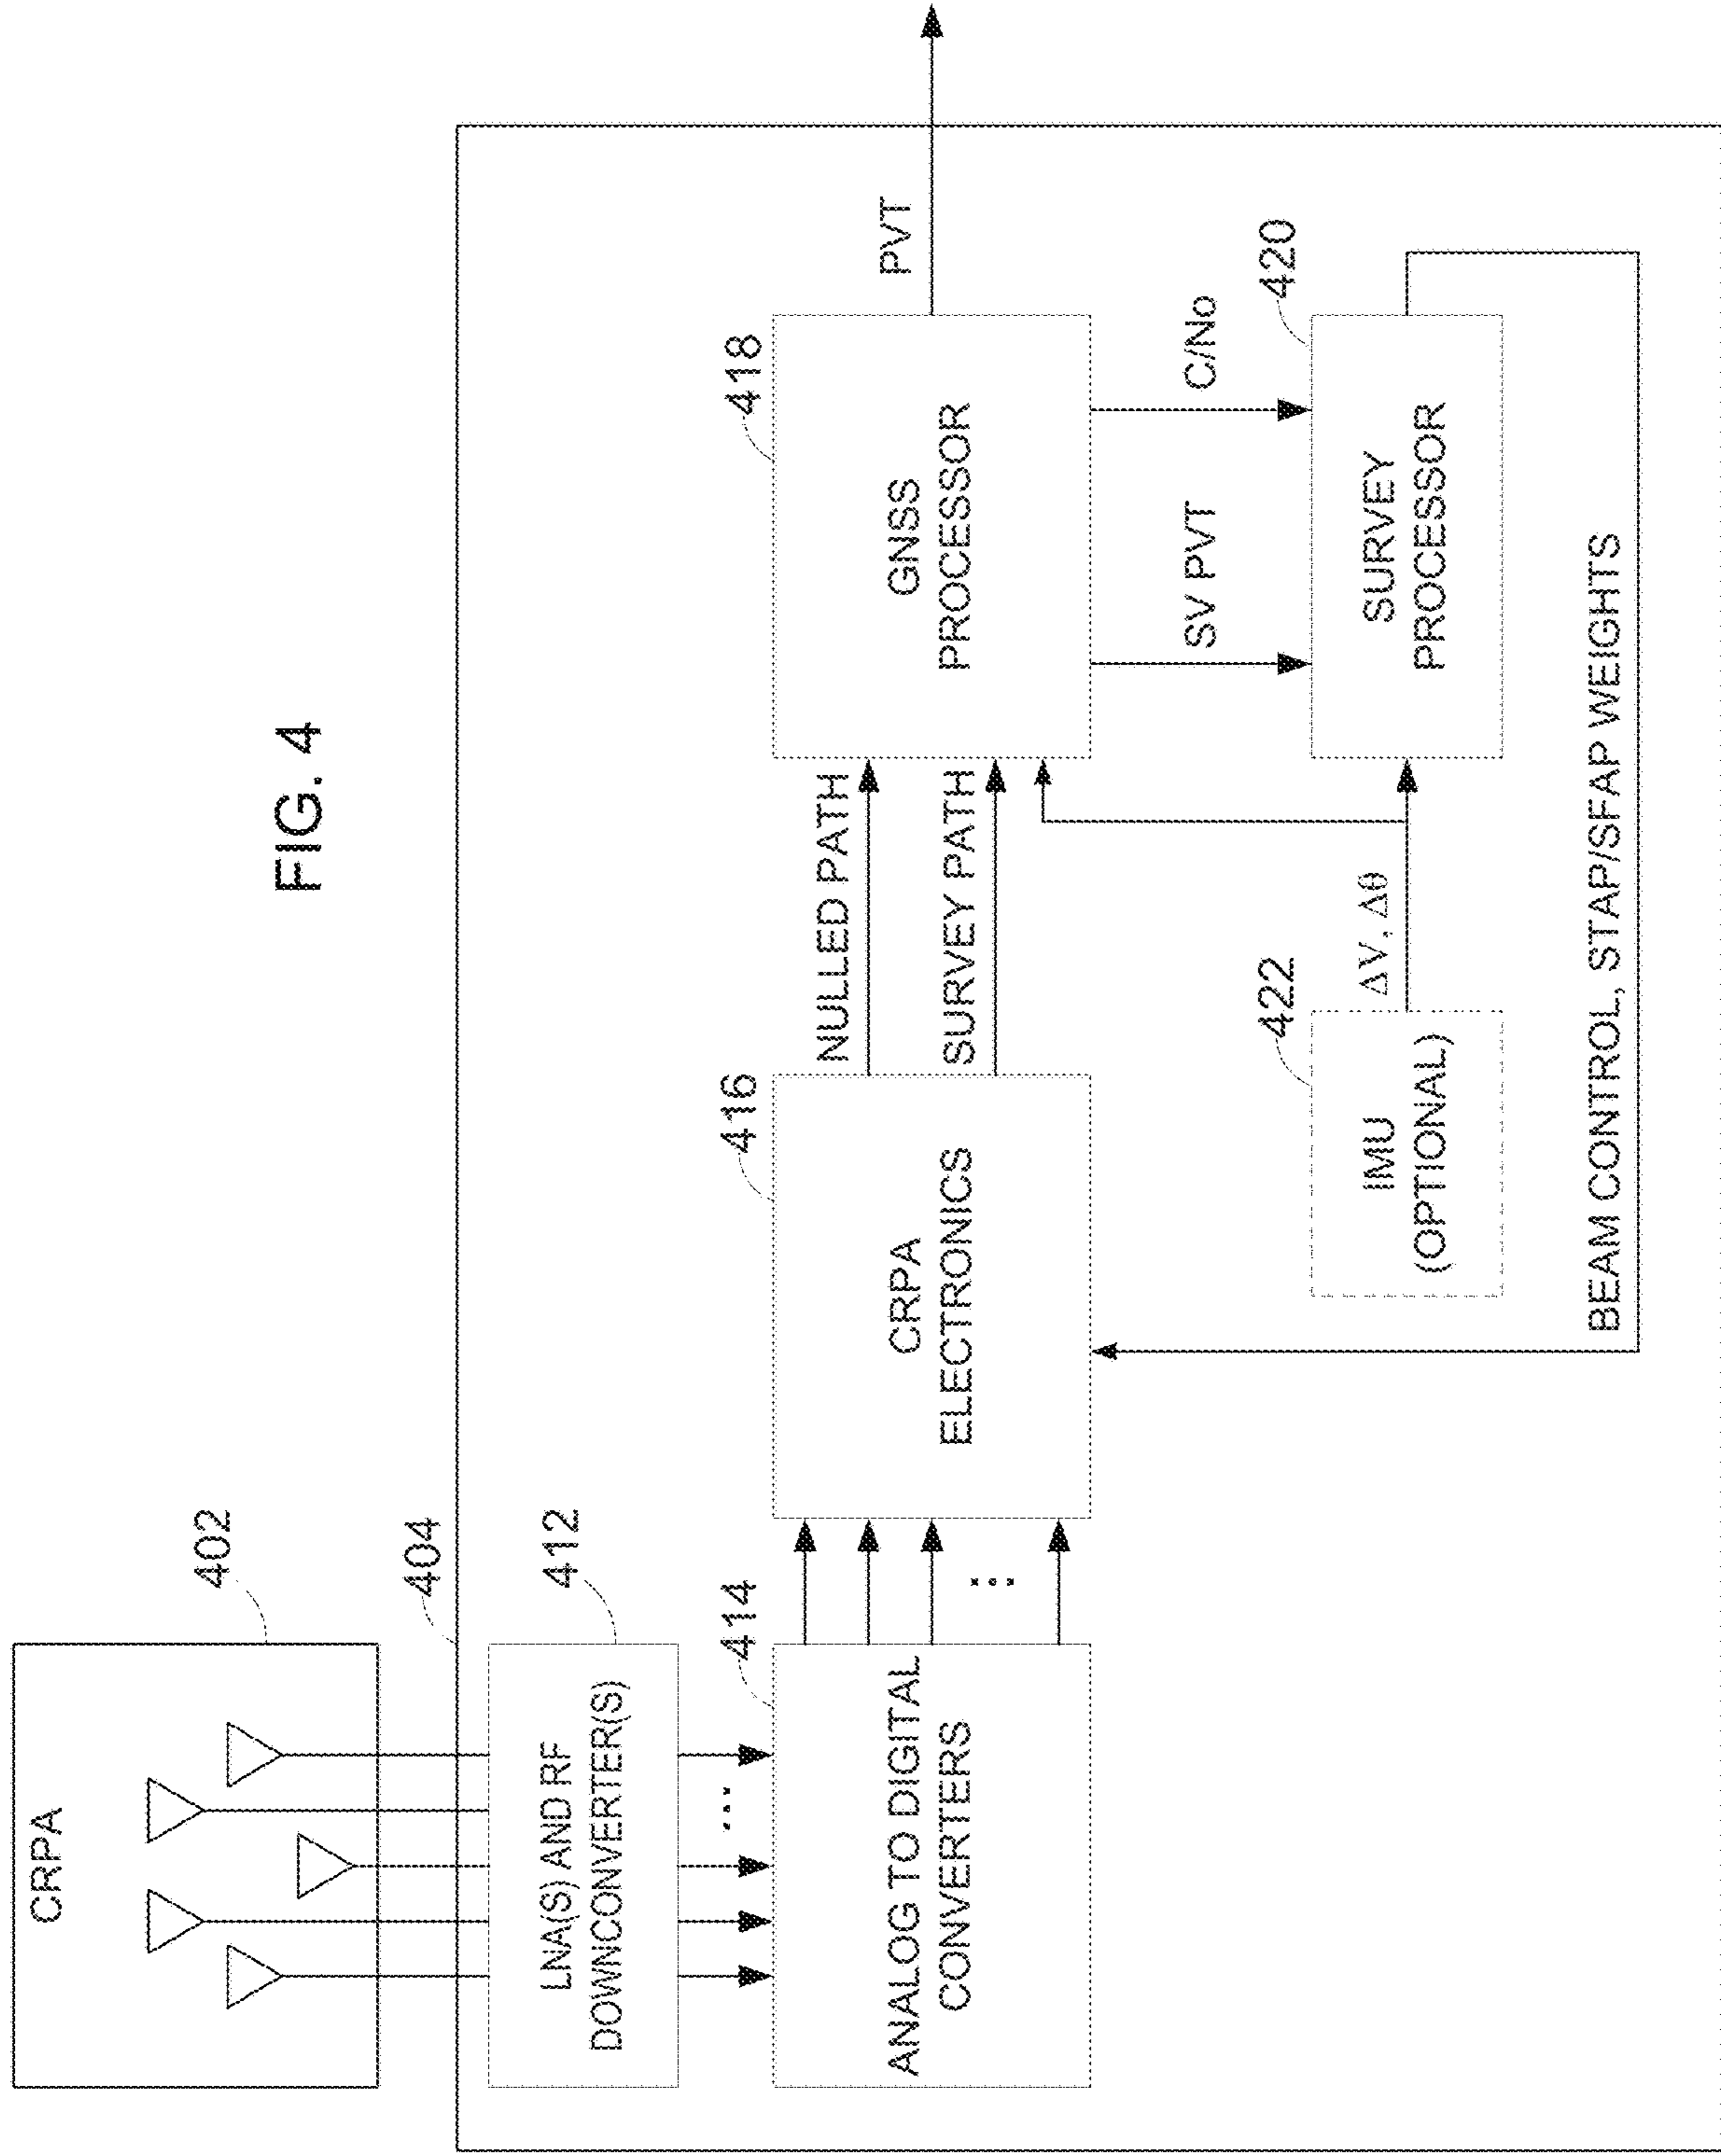 FIG. 4
CRPA
402
404
LNA(S) AND RF
DOWNCONVERTER(S)
412
ANALOG TO DIGITAL
CONVERTERS
414
CRPA
ELECTRONICS
416
NULLED PATH
SURVEY PATH
GNSS
PROCESSOR
418
PVT
SV PVT
C/No
IMU
(OPTIONAL)
422
ΔV, Δθ
SURVEY
PROCESSOR
420
BEAM CONTROL, STAP/SFAP WEIGHTS